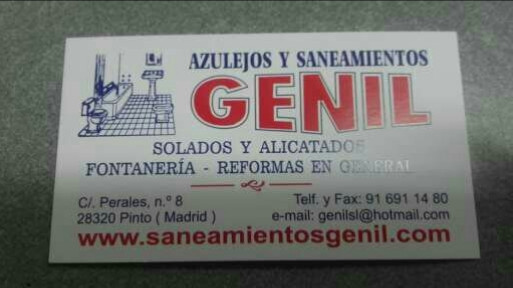 AZULEJOS Y SANEAMIENTOS
GENIL
SOLADOS Y ALICATADOS
FONTANERÍA - REFORMAS EN GENERAL
C/. Perales, n.º 8
Telf. y Fax: 91 691 14 80
28320 Pinto ( Madrid )
e-mail: genilsl@hotmail.com
www.saneamientosgenil.com